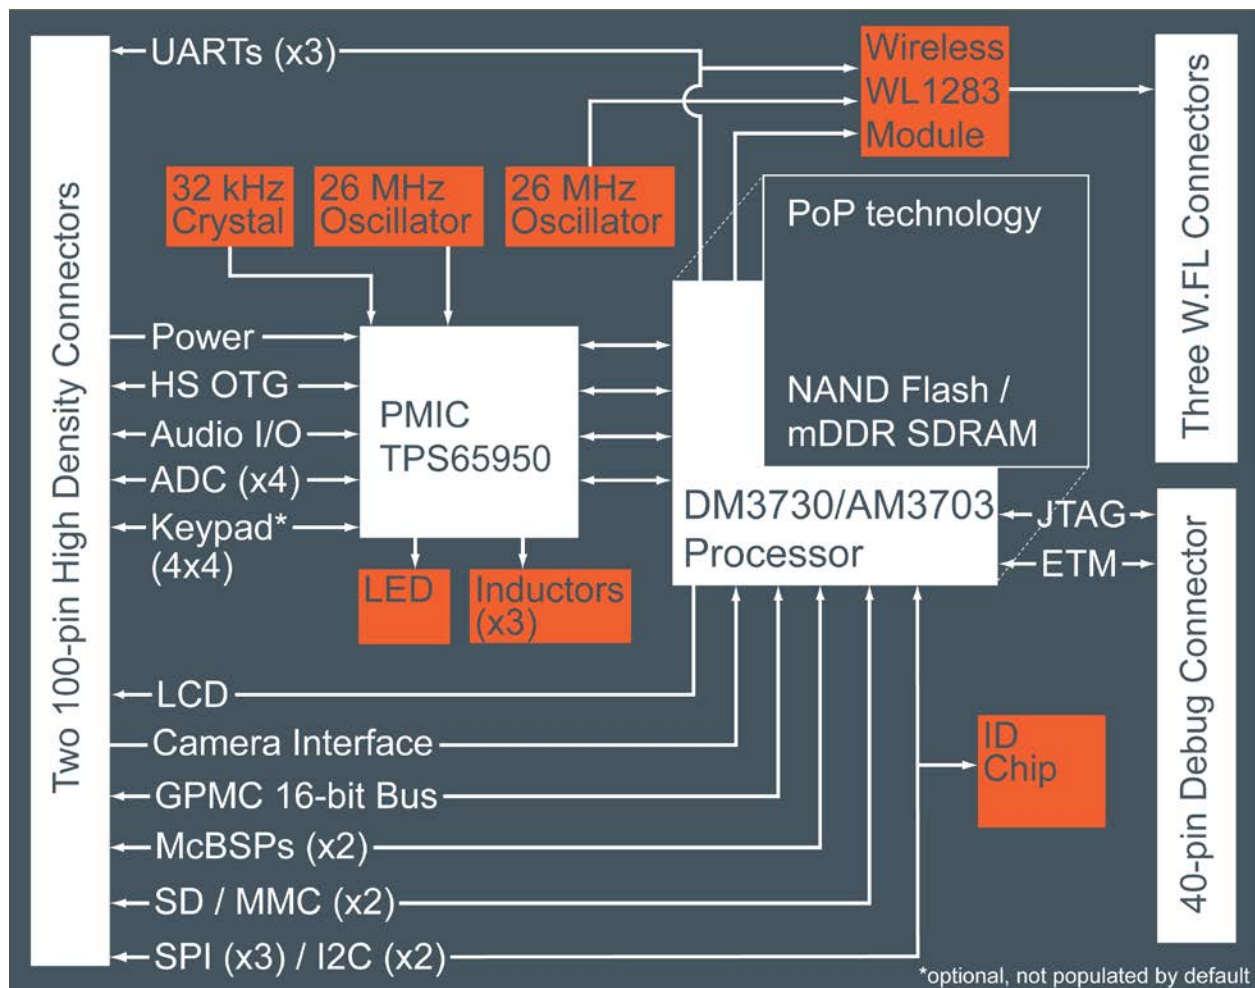 UARTs (x3)
Wireless
WL1283
Module
Three W.FL Connectors
Two 100-pin High Density Connectors
32 kHz
Crystal
26 MHz
Oscillator
26 MHz
Oscillator
PoP technology
NAND Flash /
mDDR SDRAM
Power
HS OTG
Audio I/O
ADC (x4)
Keypad*
(4x4)
PMIC
TPS65950
DM3730/AM3703
Processor
JTAG
ETM
40-pin Debug Connector
LED
Inductors
(x3)
LCD
Camera Interface
GPMC 16-bit Bus
McBSPs (x2)
SD / MMC (x2)
SPI (x3) / I2C (x2)
ID
Chip
*optional, not populated by default